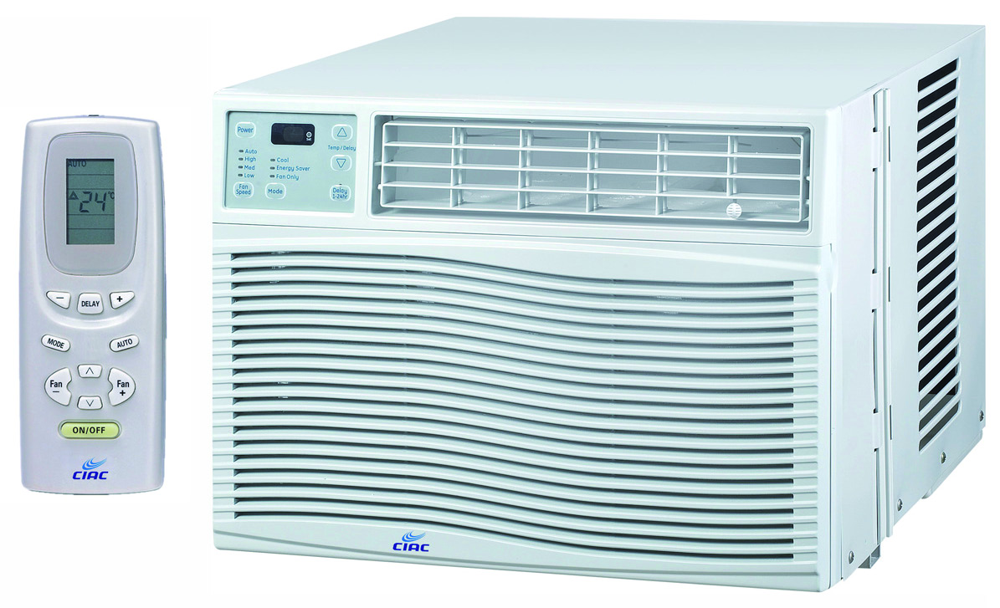 AUTO
24°C
−
DELAY
+
MODE
AUTO
Fan
−
Fan
+
ON/OFF
CIAC
Power
Temp/Delay
Auto
High
Med
Low
Cool
Energy Saver
Fan Only
Fan
Speed
Mode
Delay
1-24hr
CIAC